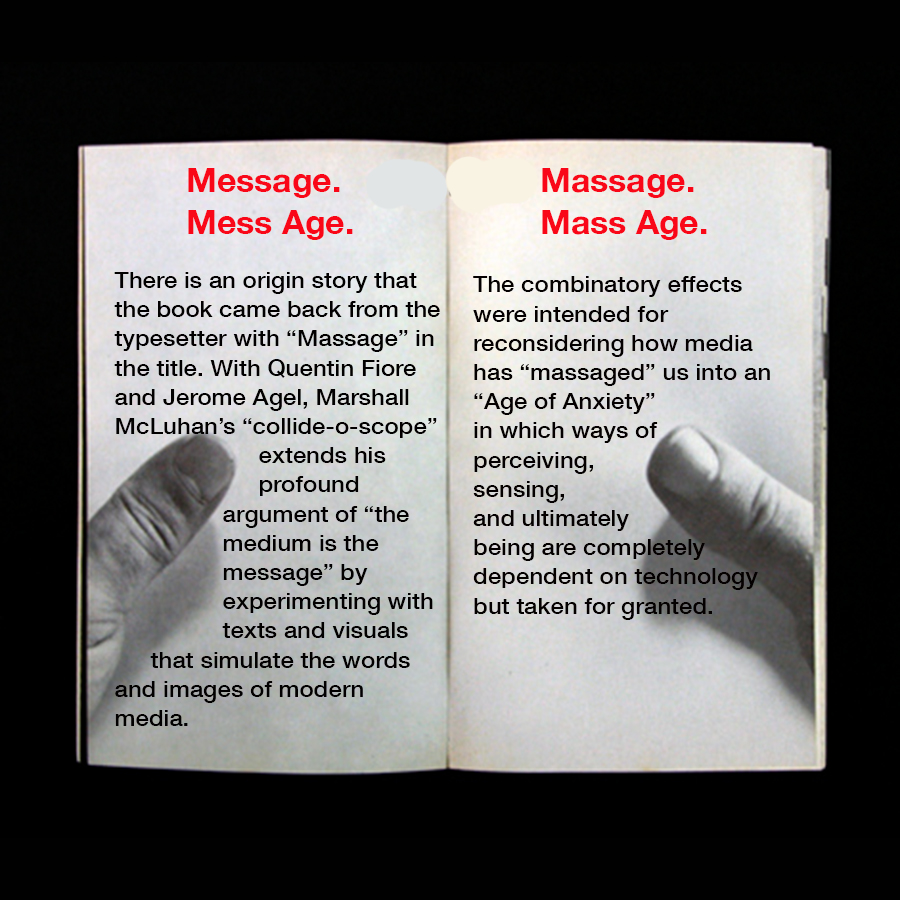 Message.
Mess Age.
There is an origin story that
the book came back from the
typesetter with “Massage” in
the title. With Quentin Fiore
and Jerome Agel, Marshall
McLuhan’s “collide-o-scope”
extends his
profound
argument of “the
medium is the
message” by
experimenting with
texts and visuals
that simulate the words
and images of modern
media.
Massage.
Mass Age.
The combinatory effects
were intended for
reconsidering how media
has “massaged” us into an
“Age of Anxiety”
in which ways of
perceiving,
sensing,
and ultimately
being are completely
dependent on technology
but taken for granted.